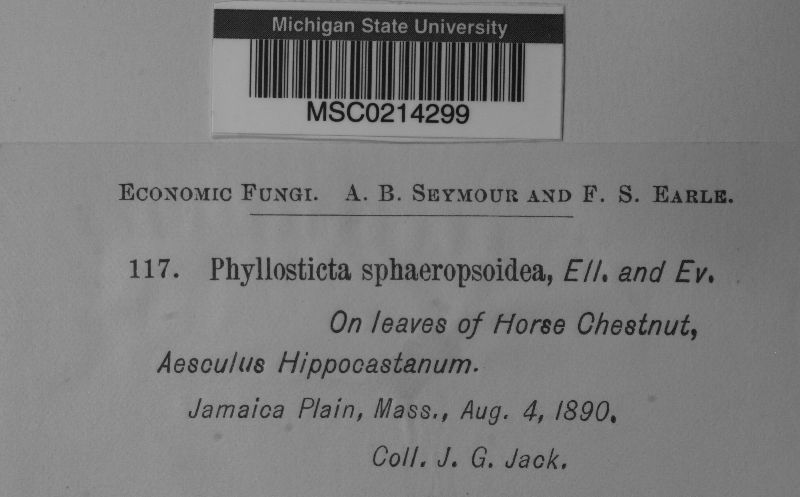 Michigan State University
MSC0214299
Economic Fungi. A. B. Seymour and F. S. Earle.
117. Phyllosticta sphaeropsoidea, Ell. and Ev.
On leaves of Horse Chestnut,
Aesculus Hippocastanum.
Jamaica Plain, Mass., Aug. 4, 1890.
Coll. J. G. Jack.